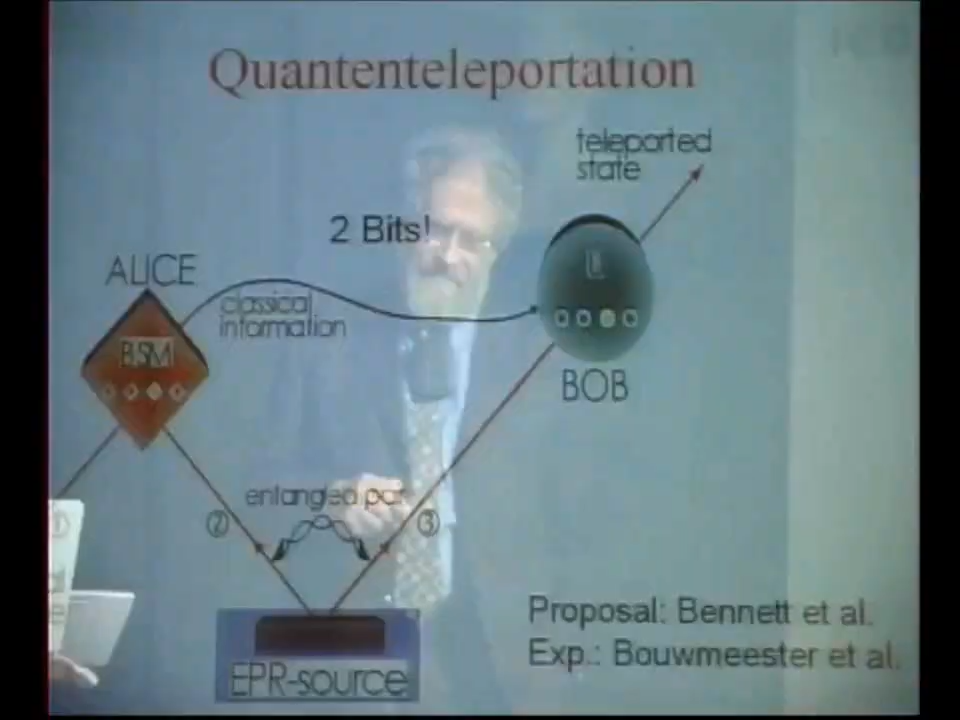 Quantenteleportation
teleported
state
2 Bits!
ALICE
classical
information
U
BSM
BOB
entangled pair
②
③
EPR-source
Proposal: Bennett et al.
Exp.: Bouwmeester et al.